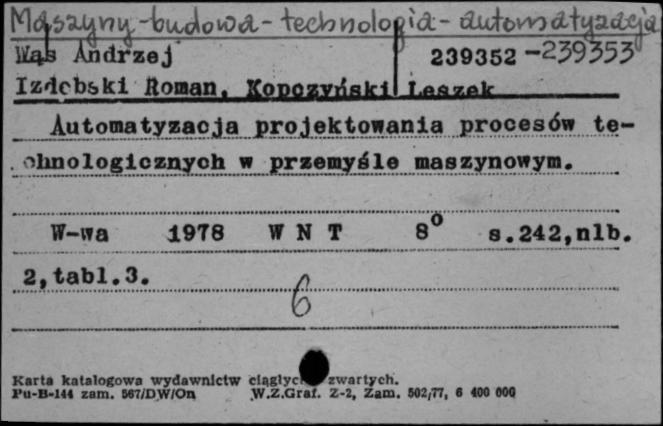 Maszyny - budowa - technologia - automatyzacja
Wąs Andrzej 239352 - 239353
Izdebski Roman, Kopczyński Leszek
Automatyzacja projektowania procesów te-
chnologicznych w przemyśle maszynowym.
W-wa 1978 W N T 8° s.242,nlb.
2,tabl.3.
6
Karta katalogowa wydawnictw ciągłych zwartych.
Pu-B-144 zam. 567/DW/On W.Z.Graf. Z-2, Zam. 502/77, 6 400 000